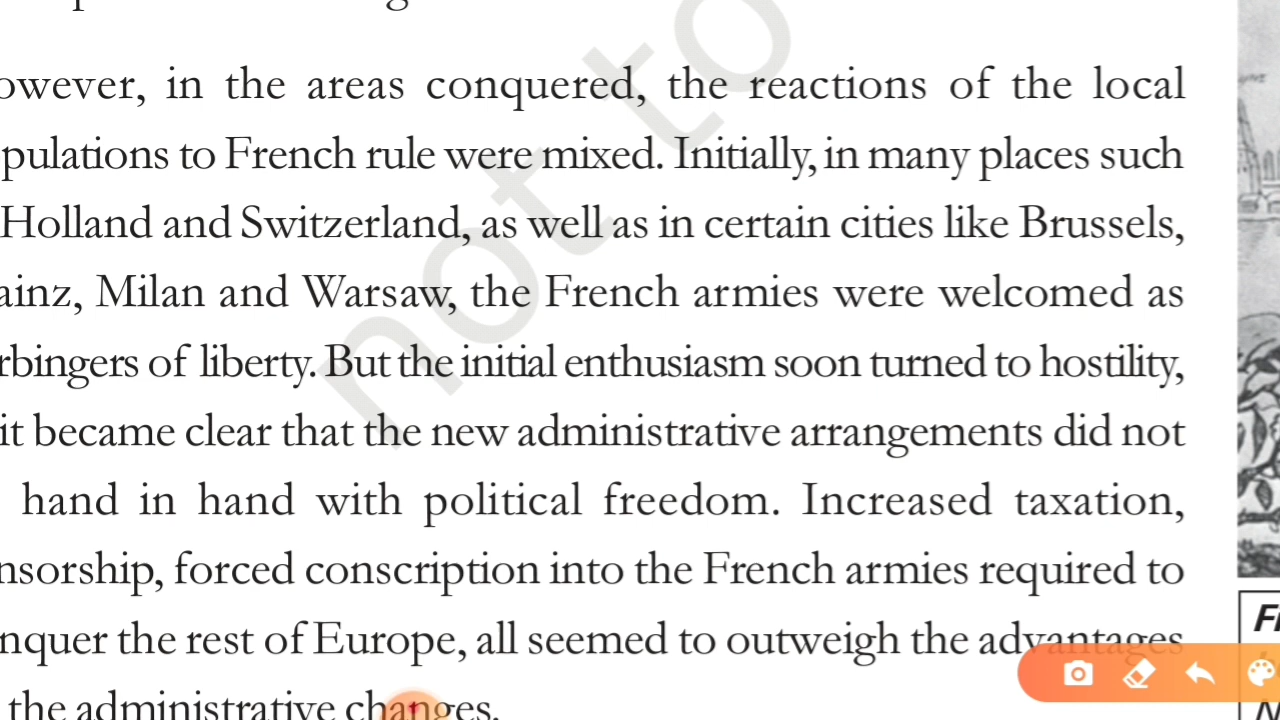 owever, in the areas conquered, the reactions of the local
pulations to French rule were mixed. Initially, in many places such
Holland and Switzerland, as well as in certain cities like Brussels,
ainz, Milan and Warsaw, the French armies were welcomed as
rbingers of liberty. But the initial enthusiasm soon turned to hostility,
it became clear that the new administrative arrangements did not
hand in hand with political freedom. Increased taxation,
nsorship, forced conscription into the French armies required to
nquer the rest of Europe, all seemed to outweigh the advantages
the administrative changes.
not to